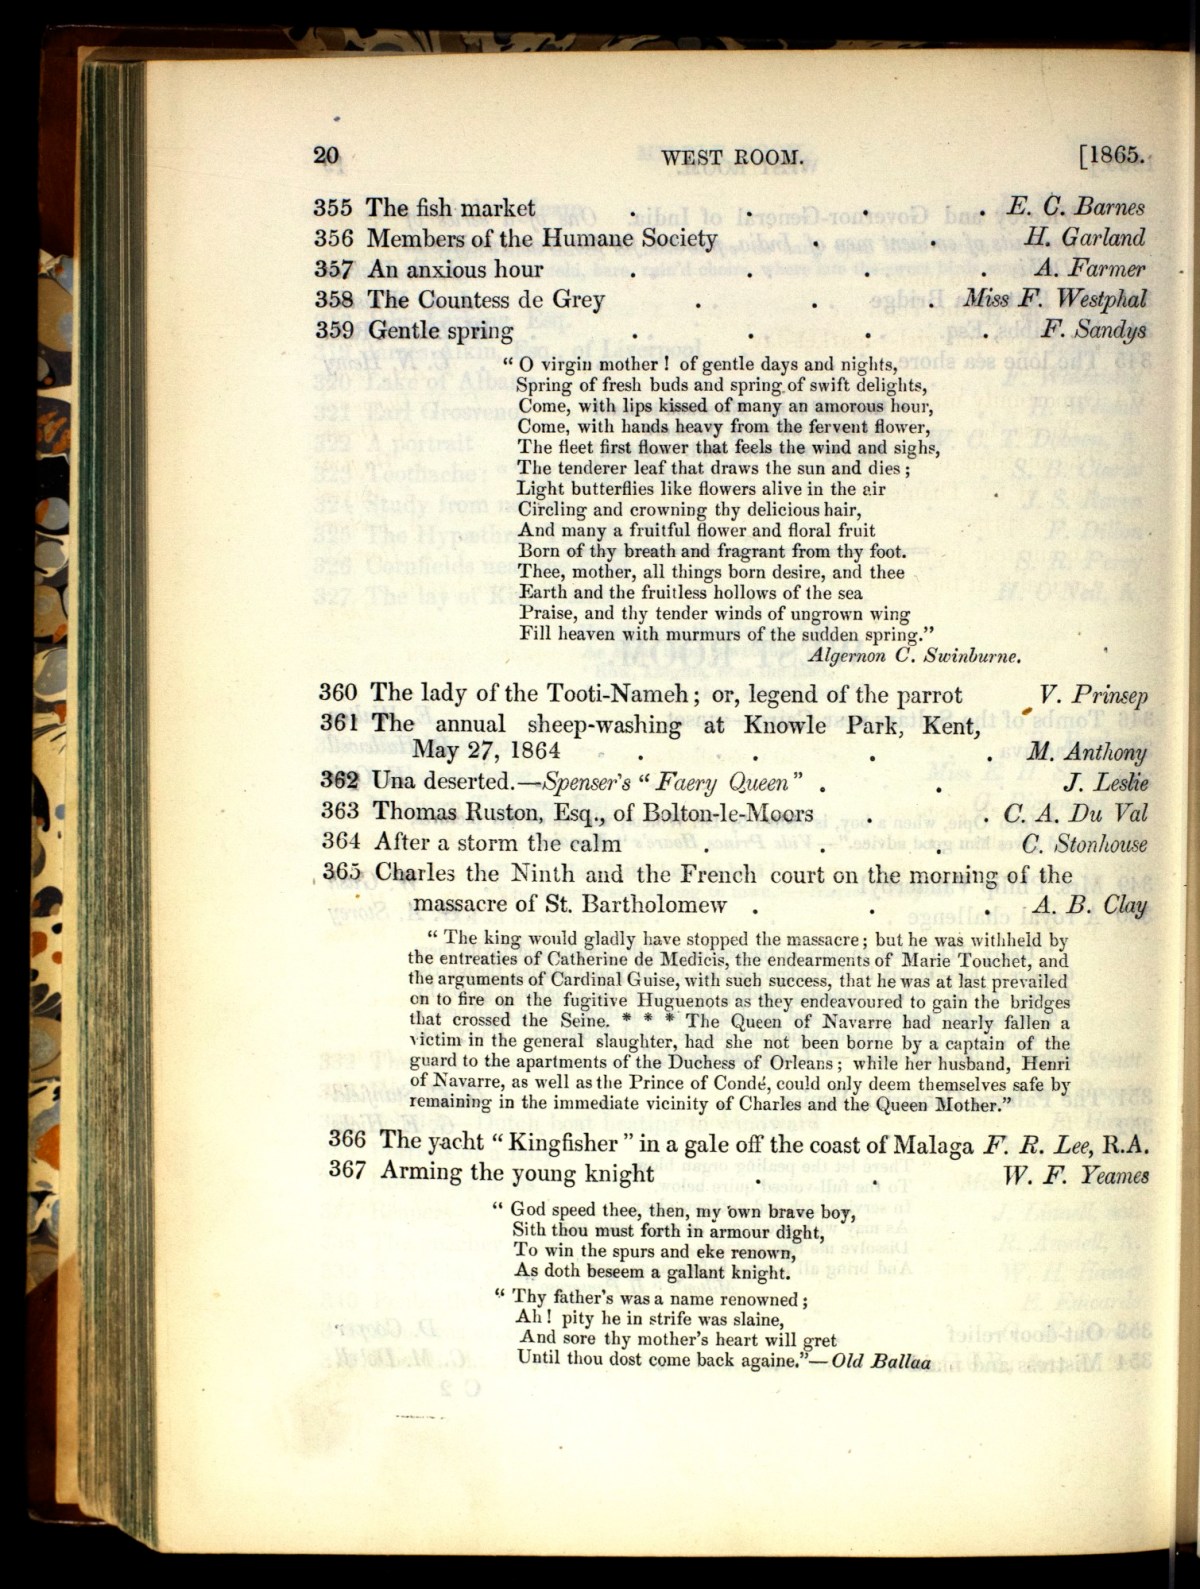 20 WEST ROOM. [1865.
355 The fish market . . . . E. C. Barnes
356 Members of the Humane Society . . H. Garland
357 An anxious hour . . . . A. Farmer
358 The Countess de Grey . . . Miss F. Westphal
359 Gentle spring . . . . F. Sandys
“ O virgin mother ! of gentle days and nights,
Spring of fresh buds and spring of swift delights,
Come, with lips kissed of many an amorous hour,
Come, with hands heavy from the fervent flower,
The fleet first flower that feels the wind and sighs,
The tenderer leaf that draws the sun and dies ;
Light butterflies like flowers alive in the air
Circling and crowning thy delicious hair,
And many a fruitful flower and floral fruit
Born of thy breath and fragrant from thy foot.
Thee, mother, all things born desire, and thee
Earth and the fruitless hollows of the sea
Praise, and thy tender winds of ungrown wing
Fill heaven with murmurs of the sudden spring.”
Algernon C. Swinburne.
360 The lady of the Tooti-Nameh ; or, legend of the parrot V. Prinsep
361 The annual sheep-washing at Knowle Park, Kent,
May 27, 1864 . . . . M. Anthony
362 Una deserted.—Spenser's “ Faery Queen ” . . J. Leslie
363 Thomas Ruston, Esq., of Bolton-le-Moors . . C. A. Du Val
364 After a storm the calm . . . C. Stonhouse
365 Charles the Ninth and the French court on the morning of the
massacre of St. Bartholomew . . . A. B. Clay
“ The king would gladly have stopped the massacre ; but he was withheld by
the entreaties of Catherine de Medicis, the endearments of Marie Touchet, and
the arguments of Cardinal Guise, with such success, that he was at last prevailed
on to fire on the fugitive Huguenots as they endeavoured to gain the bridges
that crossed the Seine. * * * The Queen of Navarre had nearly fallen a
victim in the general slaughter, had she not been borne by a captain of the
guard to the apartments of the Duchess of Orleans ; while her husband, Henri
of Navarre, as well as the Prince of Condé, could only deem themselves safe by
remaining in the immediate vicinity of Charles and the Queen Mother.”
366 The yacht “ Kingfisher ” in a gale off the coast of Malaga F. R. Lee, R.A.
367 Arming the young knight . . W. F. Yeames
“ God speed thee, then, my own brave boy,
Sith thou must forth in armour dight,
To win the spurs and eke renown,
As doth beseem a gallant knight.
“ Thy father's was a name renowned ;
Ah ! pity he in strife was slaine,
And sore thy mother's heart will gret
Until thou dost come back againe.”—Old Ballad